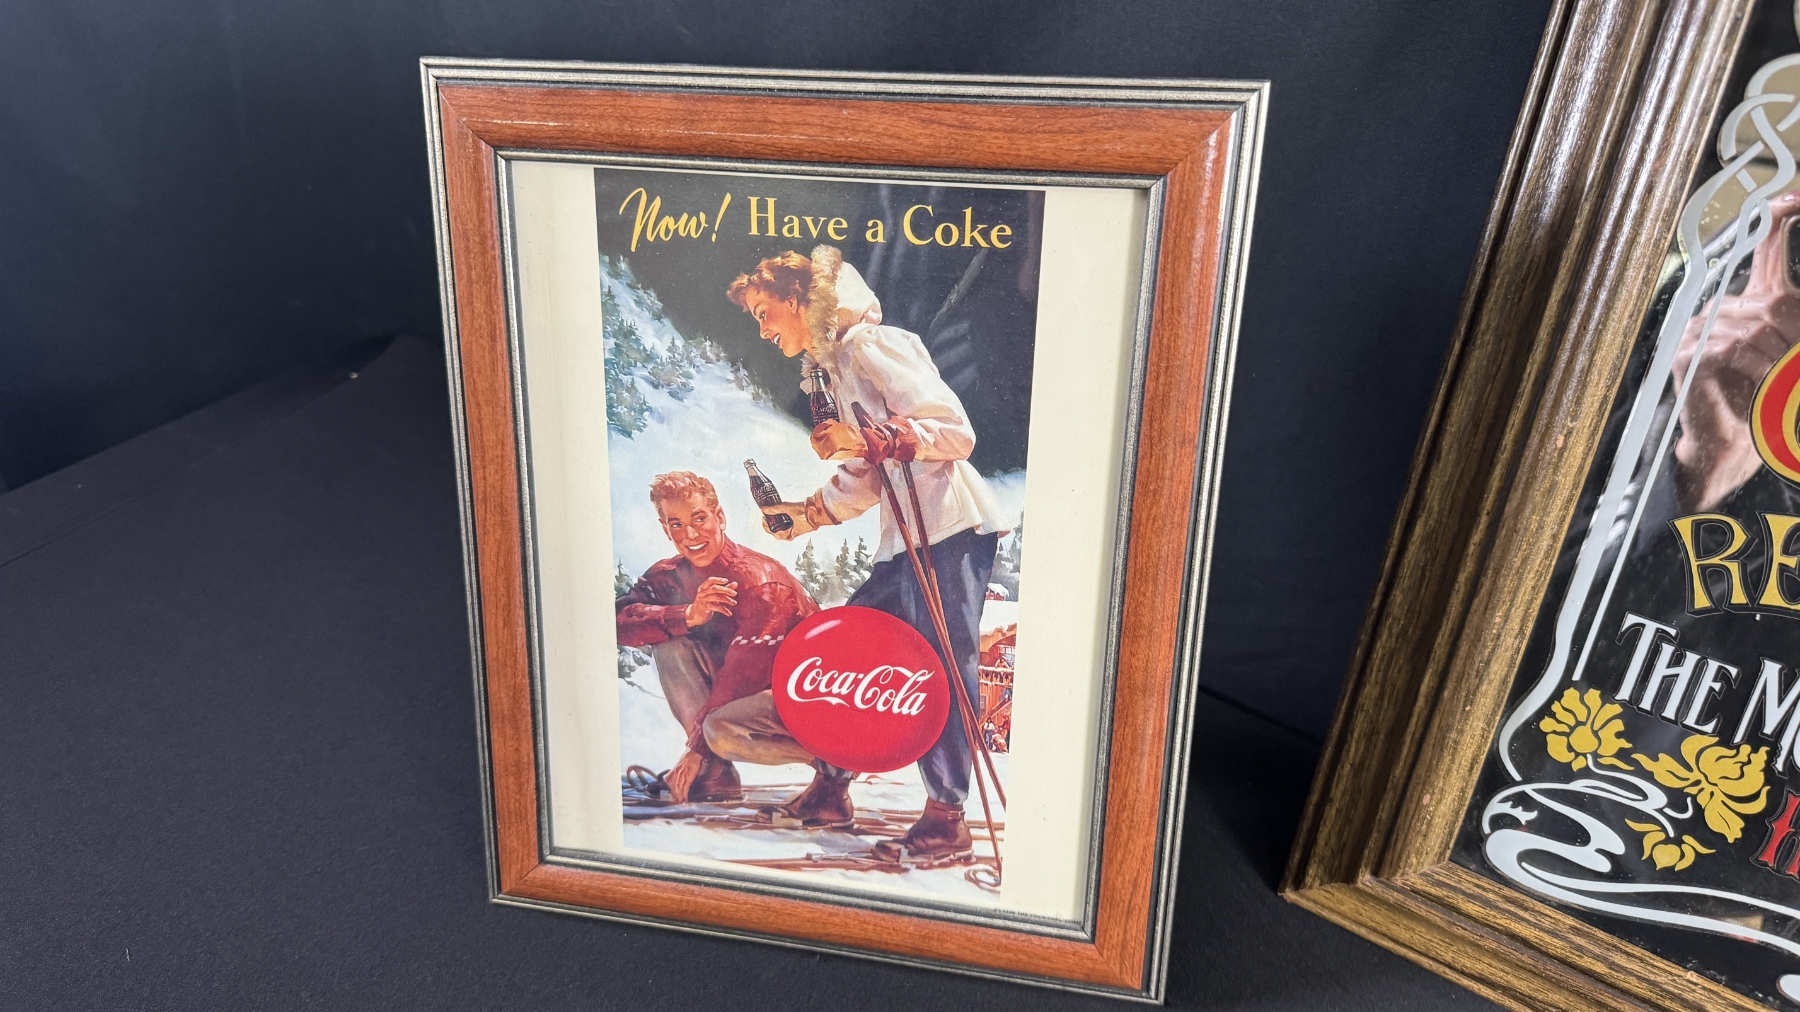 Now! Have a Coke
Coca-Cola
RE
THE M